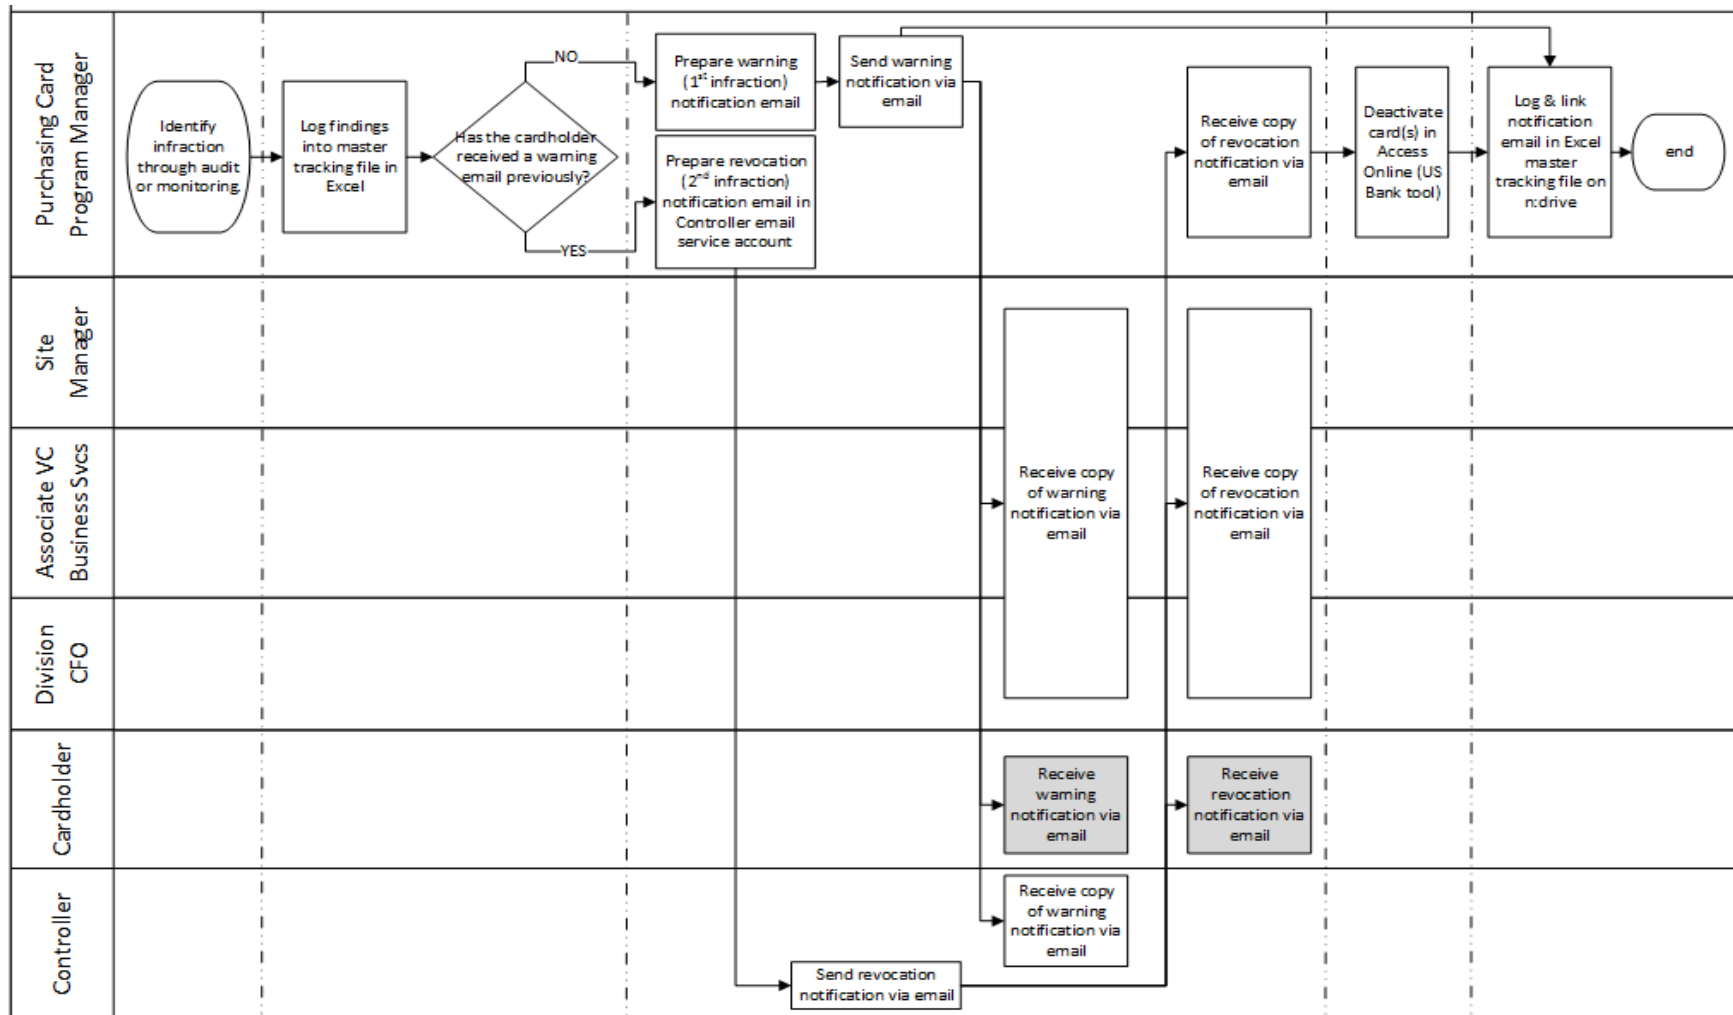 Purchasing Card
Program Manager
Identify
infraction
through audit
or monitoring.
Log findings
into master
tracking file in
Excel
Has the cardholder
received a warning
email previously?
NO
YES
Prepare warning
(1st infraction)
notification email
Prepare revocation
(2nd infraction)
notification email in
Controller email
service account
Send warning
notification via
email
Receive copy
of revocation
notification via
email
Deactivate
card(s) in
Access
Online (US
Bank tool)
Log & link
notification
email in Excel
master
tracking file on
n:drive
end
Site
Manager
Associate VC
Business Svcs
Receive copy
of warning
notification via
email
Receive copy
of revocation
notification via
email
Division
CFO
Cardholder
Receive
warning
notification via
email
Receive
revocation
notification via
email
Controller
Receive copy
of warning
notification via
email
Send revocation
notification via email